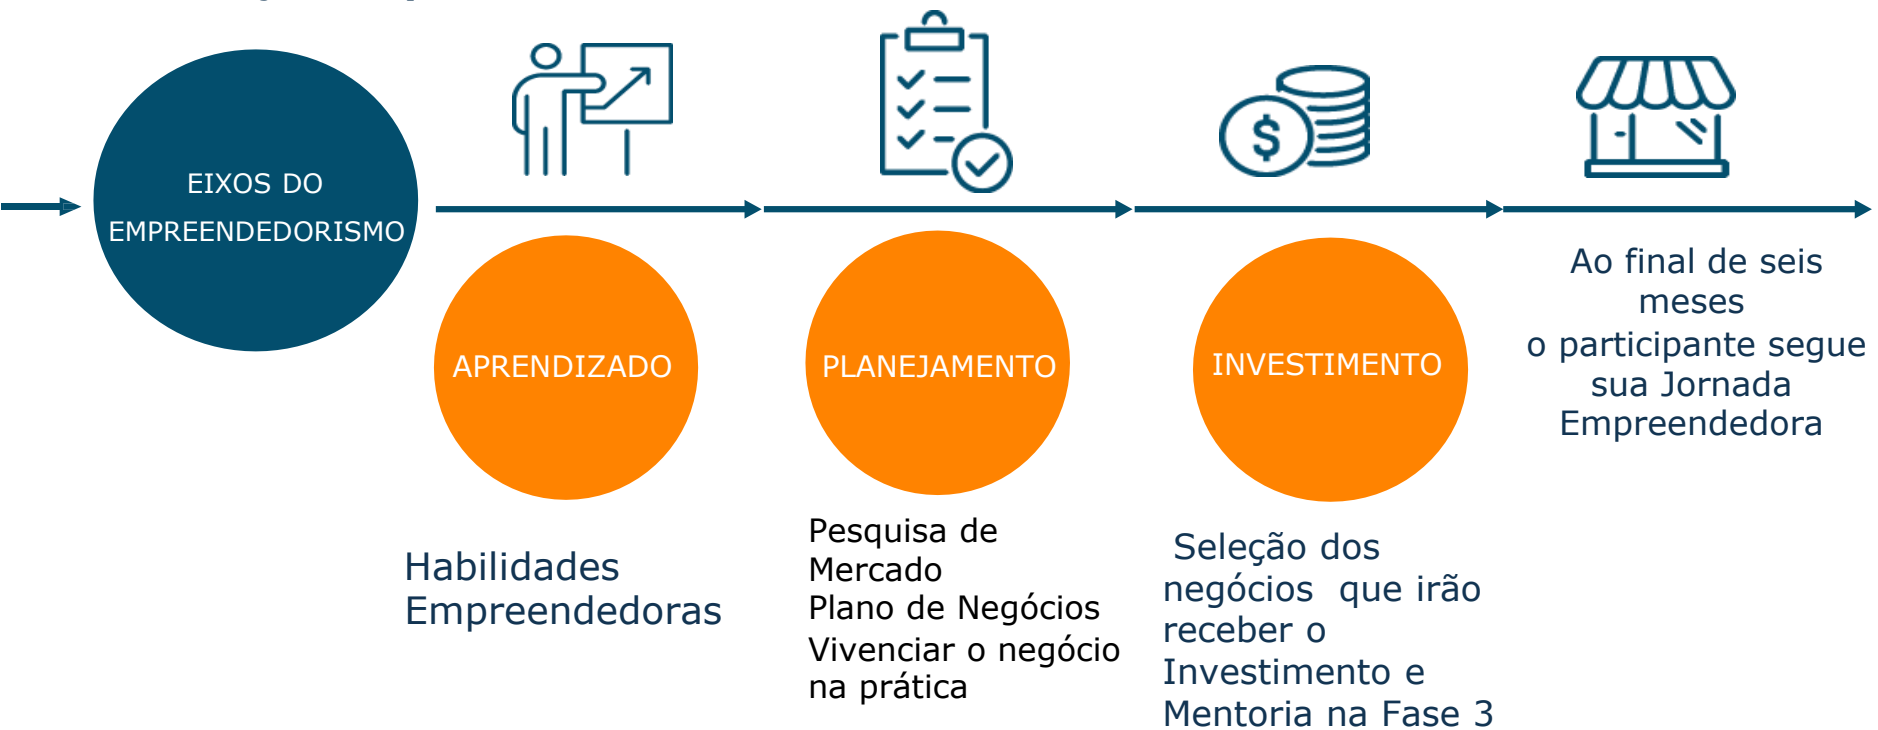 EIXOS DO
EMPREENDEDORISMO
APRENDIZADO
Habilidades
Empreendedoras
PLANEJAMENTO
Pesquisa de
Mercado
Plano de Negócios
Vivenciar o negócio
na prática
INVESTIMENTO
Seleção dos
negócios que irão
receber o
Investimento e
Mentoria na Fase 3
Ao final de seis
meses
o participante segue
sua Jornada
Empreendedora